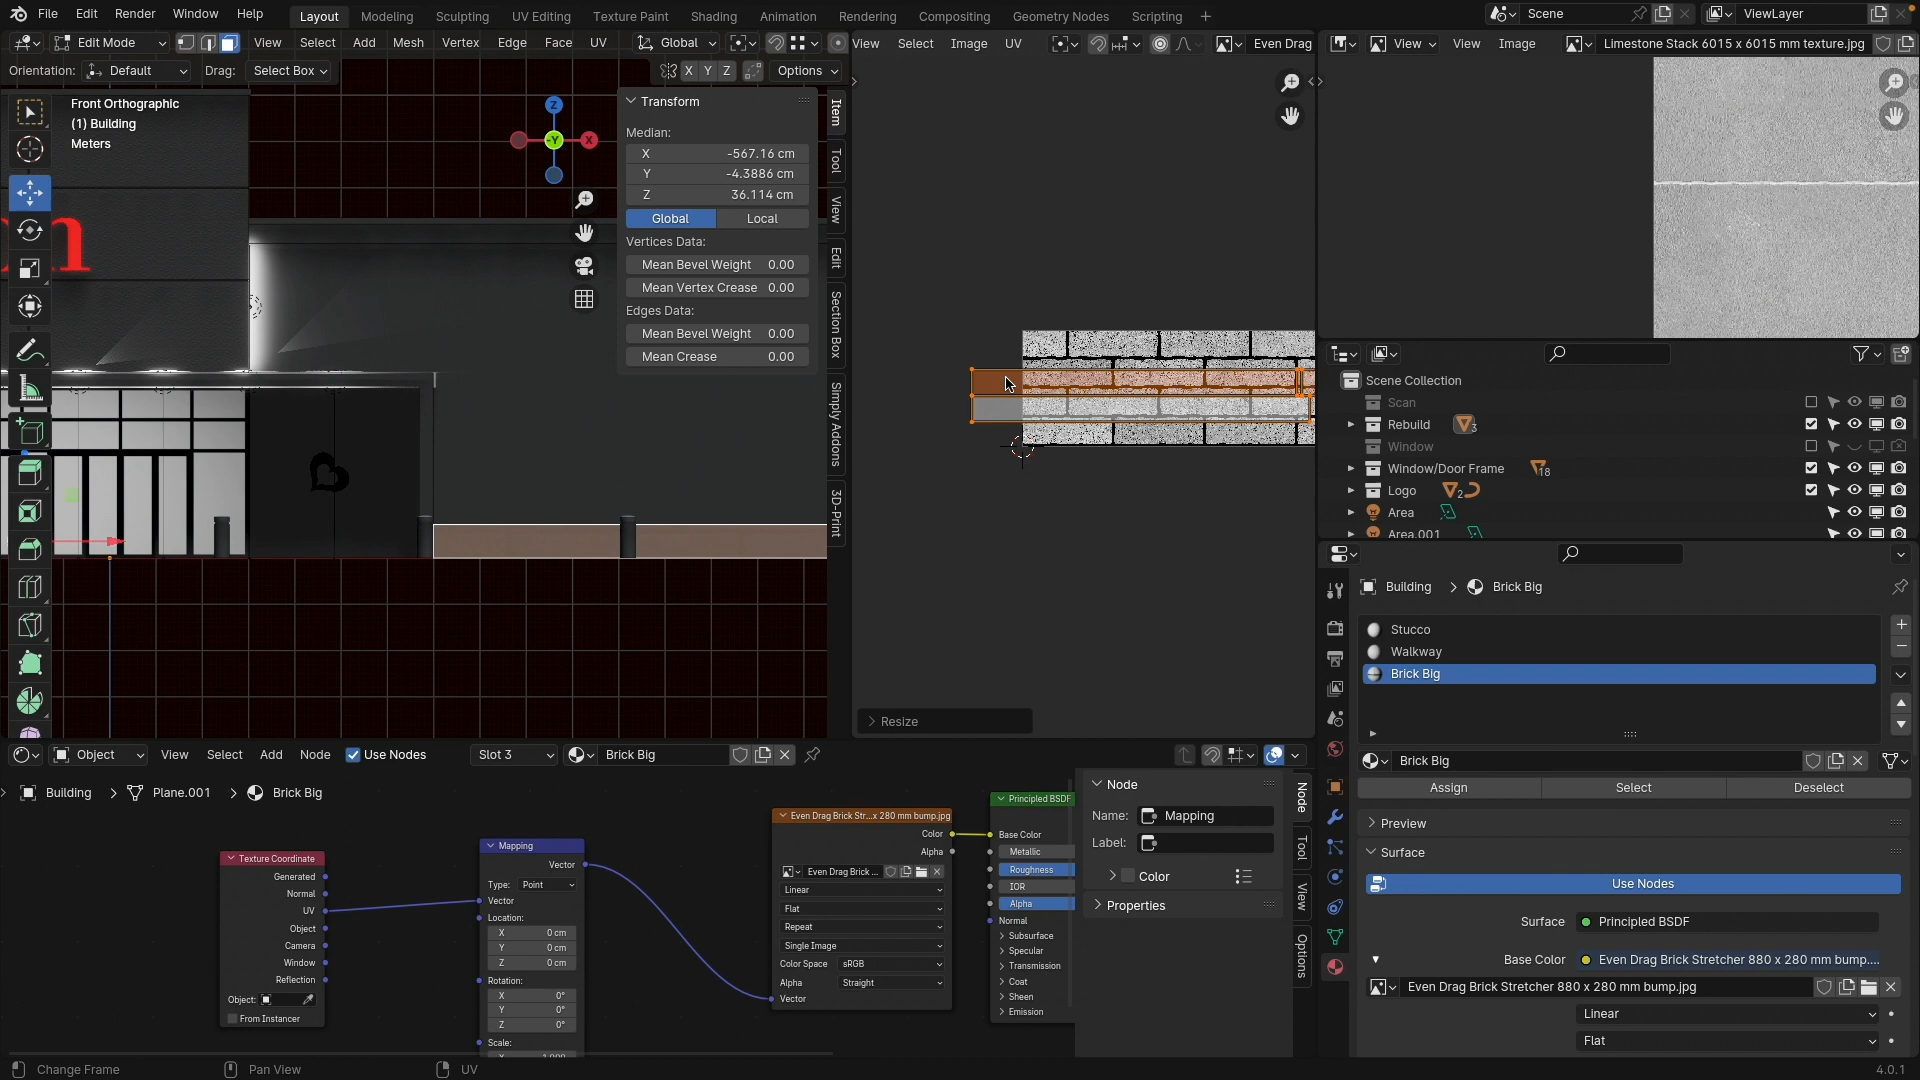 File Edit Render Window Help Layout Modeling Sculpting UV Editing Texture Paint Shading Animation Rendering Compositing Geometry Nodes Scripting + Scene ViewLayer
Edit Mode View Select Add Mesh Vertex Edge Face UV Global
View Select Image UV Even Drag
View View Image Limestone Stack 6015 x 6015 mm texture.jpg
Orientation: Default Drag: Select Box X Y Z Options
Front Orthographic
(1) Building
Meters
Z
-Y X
Transform
Median:
X -567.16 cm
Y -4.3886 cm
Z 36.114 cm
Global Local
Vertices Data:
Mean Bevel Weight 0.00
Mean Vertex Crease 0.00
Edges Data:
Mean Bevel Weight 0.00
Mean Crease 0.00
Item
Tool
View
Edit
Section Box
Simply Addons
3D-Print
Resize
Scene Collection
Scan
Rebuild 3
Window
Window/Door Frame 18
Logo 2
Area
Area.001
Building > Brick Big
Stucco
Walkway
Brick Big
Brick Big
Assign Select Deselect
Preview
Surface
Use Nodes
Surface Principled BSDF
Base Color Even Drag Brick Stretcher 880 x 280 mm bump....
Even Drag Brick Stretcher 880 x 280 mm bump.jpg
Linear
Flat
Object View Select Add Node Use Nodes Slot 3 Brick Big
Building > Plane.001 > Brick Big
Texture Coordinate
Generated
Normal
UV
Object
Camera
Window
Reflection
Object:
From Instancer
Mapping
Vector
Type: Point
Vector
Location:
X 0 cm
Y 0 cm
Z 0 cm
Rotation:
X 0°
Y 0°
Z 0°
Scale:
Even Drag Brick Str...x 280 mm bump.jpg
Color
Alpha
Even Drag Brick ...
Linear
Flat
Repeat
Single Image
Color Space sRGB
Alpha Straight
Vector
Principled BSDF
Base Color
Metallic
Roughness
IOR
Alpha
Normal
Subsurface
Specular
Transmission
Coat
Sheen
Emission
Node
Name: Mapping
Label:
Color
Properties
Node
Tool
View
Options
Change Frame Pan View UV 4.0.1